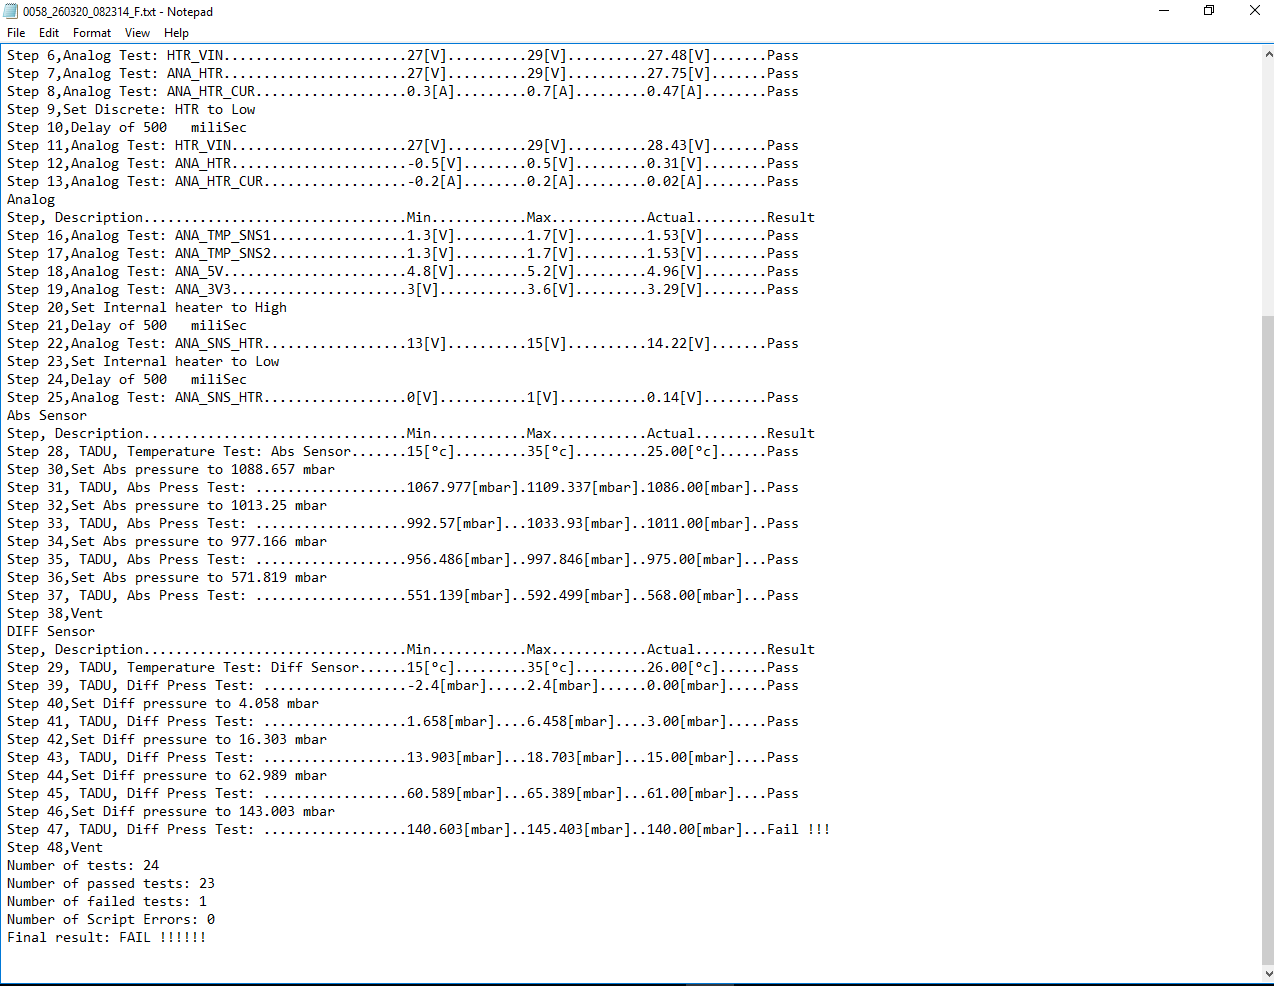 0058_260320_082314_F.txt - Notepad
File Edit Format View Help
Step 6,Analog Test: HTR_VIN.......................27[V]..........29[V]..........27.48[V].......Pass
Step 7,Analog Test: ANA_HTR.......................27[V]..........29[V]..........27.75[V].......Pass
Step 8,Analog Test: ANA_HTR_CUR...................0.3[A].........0.7[A].........0.47[A]........Pass
Step 9,Set Discrete: HTR to Low
Step 10,Delay of 500   miliSec
Step 11,Analog Test: HTR_VIN......................27[V]..........29[V]..........28.43[V].......Pass
Step 12,Analog Test: ANA_HTR......................-0.5[V]........0.5[V].........0.31[V]........Pass
Step 13,Analog Test: ANA_HTR_CUR..................-0.2[A]........0.2[A].........0.02[A]........Pass
Analog
Step, Description.................................Min............Max............Actual.........Result
Step 16,Analog Test: ANA_TMP_SNS1.................1.3[V].........1.7[V].........1.53[V]........Pass
Step 17,Analog Test: ANA_TMP_SNS2.................1.3[V].........1.7[V].........1.53[V]........Pass
Step 18,Analog Test: ANA_5V.......................4.8[V].........5.2[V].........4.96[V]........Pass
Step 19,Analog Test: ANA_3V3......................3[V]...........3.6[V].........3.29[V]........Pass
Step 20,Set Internal heater to High
Step 21,Delay of 500   miliSec
Step 22,Analog Test: ANA_SNS_HTR..................13[V]..........15[V]..........14.22[V].......Pass
Step 23,Set Internal heater to Low
Step 24,Delay of 500   miliSec
Step 25,Analog Test: ANA_SNS_HTR..................0[V]...........1[V]...........0.14[V]........Pass
Abs Sensor
Step, Description.................................Min............Max............Actual.........Result
Step 28, TADU, Temperature Test: Abs Sensor.......15[°c].........35[°c].........25.00[°c]......Pass
Step 30,Set Abs pressure to 1088.657 mbar
Step 31, TADU, Abs Press Test: ...................1067.977[mbar].1109.337[mbar].1086.00[mbar]..Pass
Step 32,Set Abs pressure to 1013.25 mbar
Step 33, TADU, Abs Press Test: ...................992.57[mbar]...1033.93[mbar]..1011.00[mbar]..Pass
Step 34,Set Abs pressure to 977.166 mbar
Step 35, TADU, Abs Press Test: ...................956.486[mbar]..997.846[mbar]..975.00[mbar]...Pass
Step 36,Set Abs pressure to 571.819 mbar
Step 37, TADU, Abs Press Test: ...................551.139[mbar]..592.499[mbar]..568.00[mbar]...Pass
Step 38,Vent
DIFF Sensor
Step, Description.................................Min............Max............Actual.........Result
Step 29, TADU, Temperature Test: Diff Sensor......15[°c].........35[°c].........26.00[°c]......Pass
Step 39, TADU, Diff Press Test: ..................-2.4[mbar].....2.4[mbar]......0.00[mbar].....Pass
Step 40,Set Diff pressure to 4.058 mbar
Step 41, TADU, Diff Press Test: ..................1.658[mbar]....6.458[mbar]....3.00[mbar].....Pass
Step 42,Set Diff pressure to 16.303 mbar
Step 43, TADU, Diff Press Test: ..................13.903[mbar]...18.703[mbar]...15.00[mbar]....Pass
Step 44,Set Diff pressure to 62.989 mbar
Step 45, TADU, Diff Press Test: ..................60.589[mbar]...65.389[mbar]...61.00[mbar]....Pass
Step 46,Set Diff pressure to 143.003 mbar
Step 47, TADU, Diff Press Test: ..................140.603[mbar]..145.403[mbar]..140.00[mbar]...Fail !!!
Step 48,Vent
Number of tests: 24
Number of passed tests: 23
Number of failed tests: 1
Number of Script Errors: 0
Final result: FAIL !!!!!!